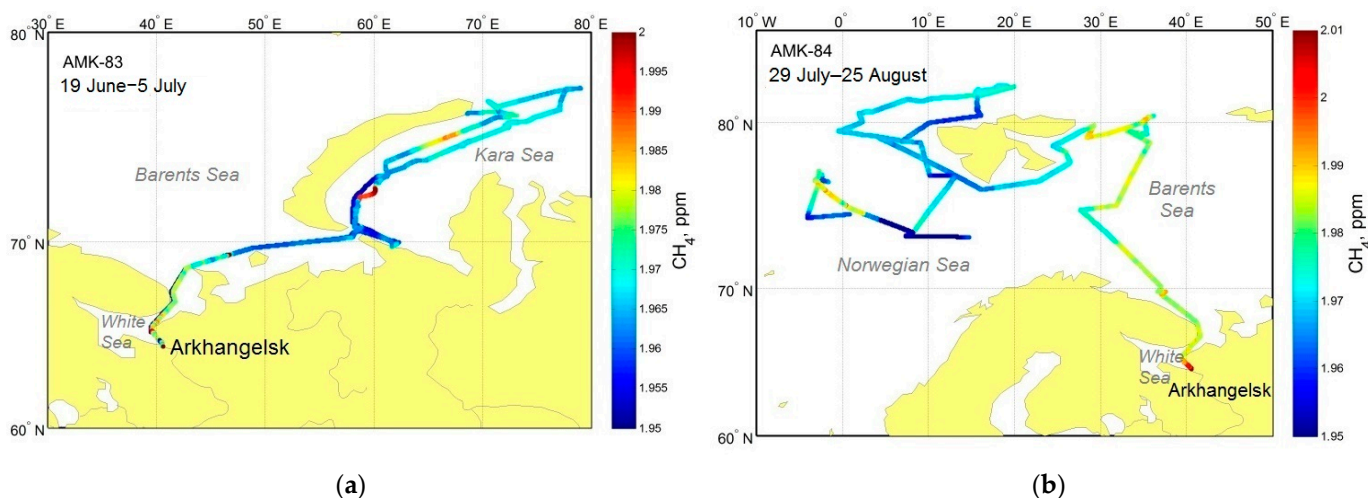 30° E 40° E 50° E 60° E 70° E 80° E
80° N
70° N
60° N
AMK-83
19 June–5 July
Barents Sea
Kara Sea
White
Sea
Arkhangelsk
2
1.995
1.99
1.985
1.98
1.975
1.97
1.965
1.96
1.955
1.95
CH4, ppm
(a)
10° W 0° E 10° E 20° E 30° E 40° E 50° E
80° N
70° N
60° N
AMK-84
29 July–25 August
Barents
Sea
Norwegian Sea
White
Sea
Arkhangelsk
2.01
2
1.99
1.98
1.97
1.96
1.95
CH4, ppm
(b)